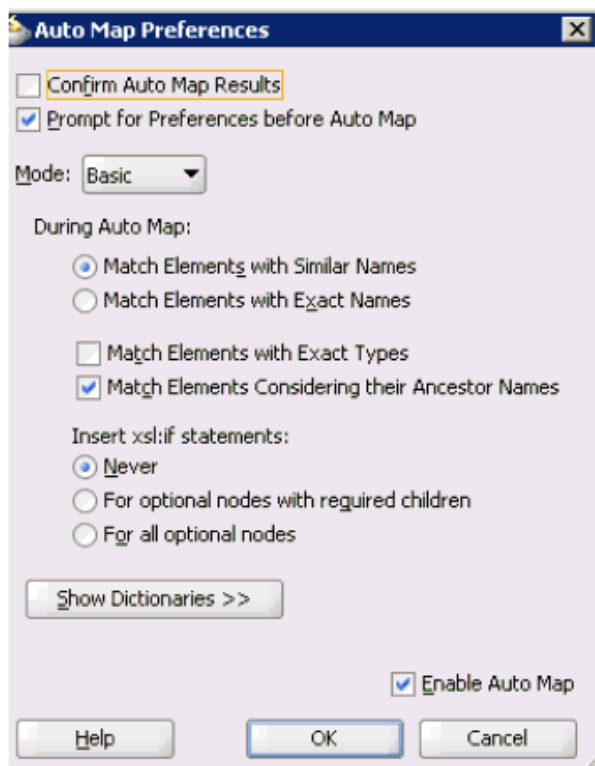 Auto Map Preferences
Confirm Auto Map Results
Prompt for Preferences before Auto Map
Mode: Basic
During Auto Map:
Match Elements with Similar Names
Match Elements with Exact Names
Match Elements with Exact Types
Match Elements Considering their Ancestor Names
Insert xsl:if statements:
Never
For optional nodes with required children
For all optional nodes
Show Dictionaries >>
Enable Auto Map
Help OK Cancel